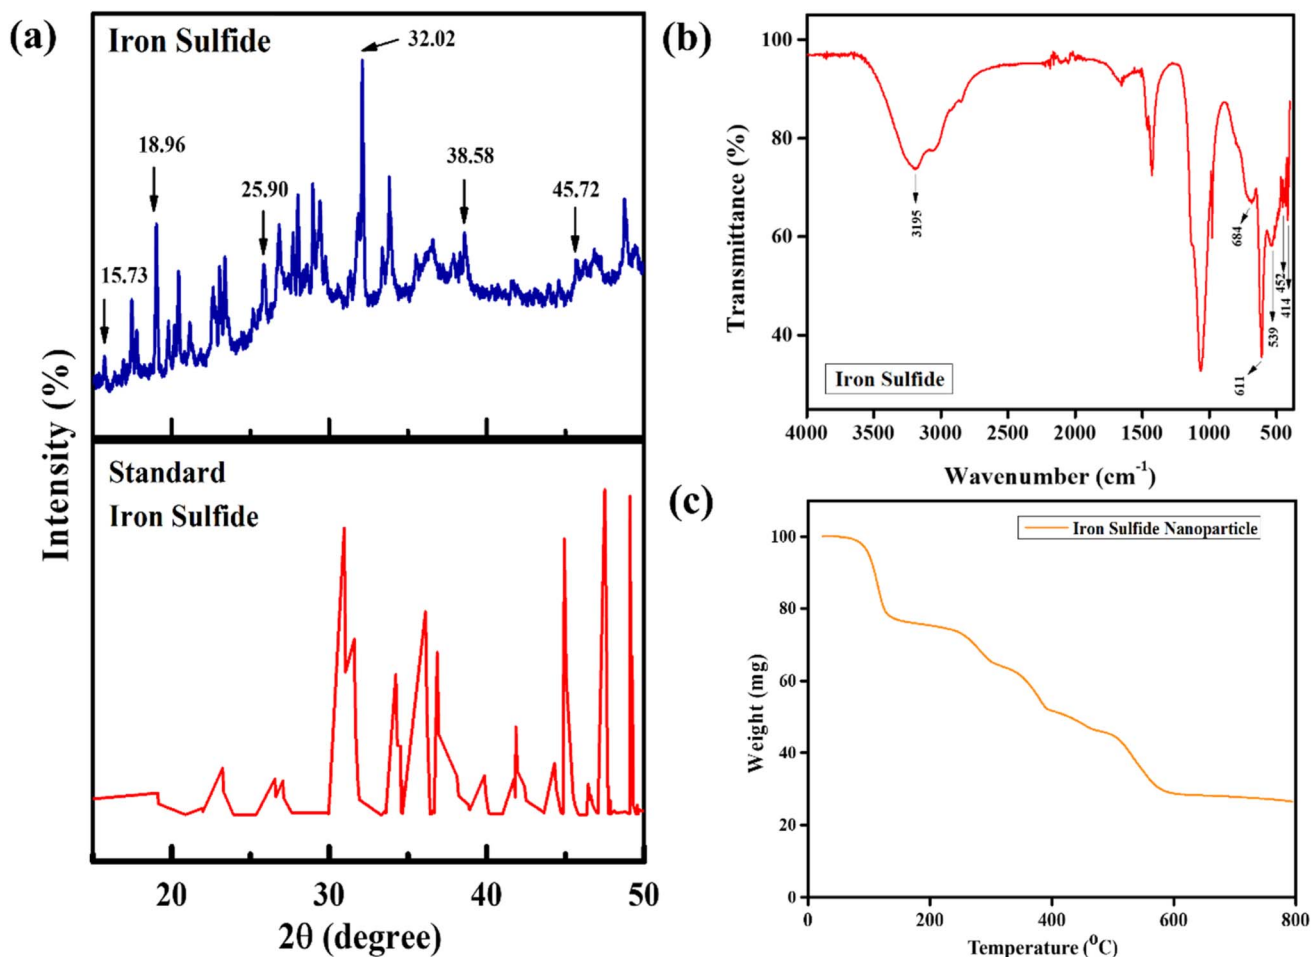 (a)
Iron Sulfide
32.02
18.96
38.58
25.90
45.72
15.73
Intensity (%)
Standard
Iron Sulfide
20
30
40
50
2θ (degree)
(b)
100
80
60
40
Transmittance (%)
3195
684
611
539
452
414
Iron Sulfide
4000
3500
3000
2500
2000
1500
1000
500
Wavenumber (cm-1)
(c)
Iron Sulfide Nanoparticle
100
80
60
40
20
0
Weight (mg)
0
200
400
600
800
Temperature (⁰C)